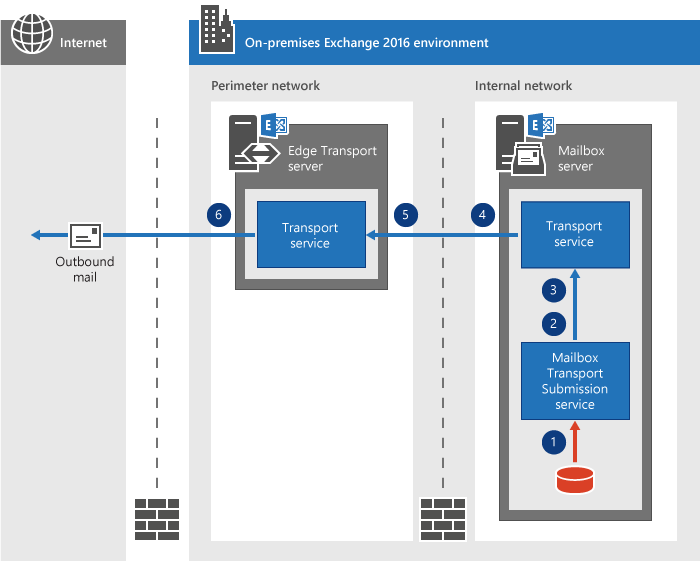 Internet
On-premises Exchange 2016 environment
Perimeter network
Internal network
Edge Transport
server
Mailbox
server
6
Transport
service
5
4
Transport
service
Outbound
mail
3
2
Mailbox
Transport
Submission
service
1